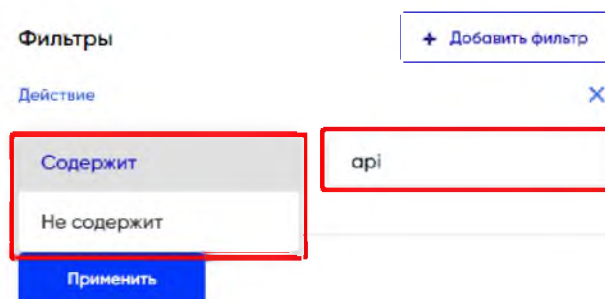 Фильтры
+ Добавить фильтр
Действие
Содержит
api
Не содержит
Применить